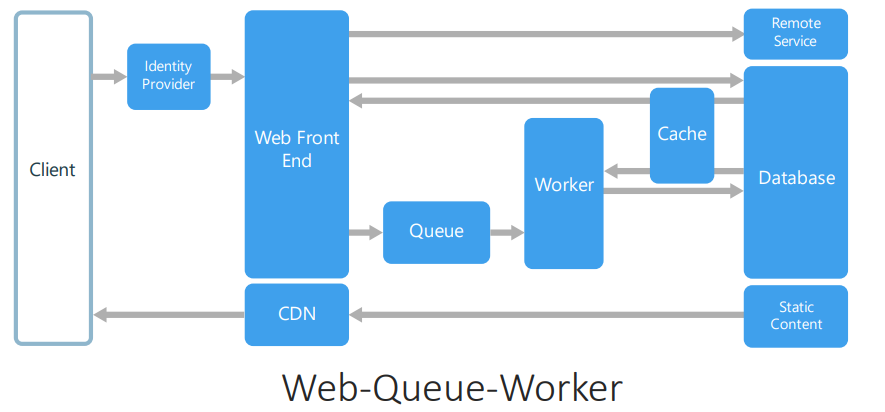 Remote
Service
Identity
Provider
Web Front
End
Cache
Client
Worker
Database
Queue
CDN
Static
Content
Web-Queue-Worker